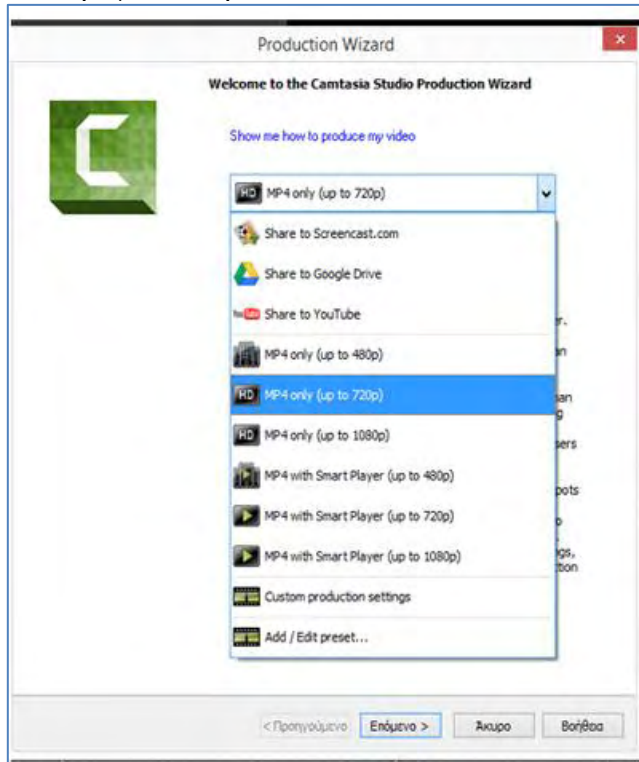 Production Wizard
Welcome to the Camtasia Studio Production Wizard
Show me how to produce my video
HD MP4 only (up to 720p)
Share to Screencast.com
Share to Google Drive
Share to YouTube
MP4 only (up to 480p)
HD MP4 only (up to 720p)
HD MP4 only (up to 1080p)
MP4 with Smart Player (up to 480p)
MP4 with Smart Player (up to 720p)
MP4 with Smart Player (up to 1080p)
Custom production settings
Add / Edit preset...
< Προηγούμενο Επόμενο > Άκυρο Βοήθεια